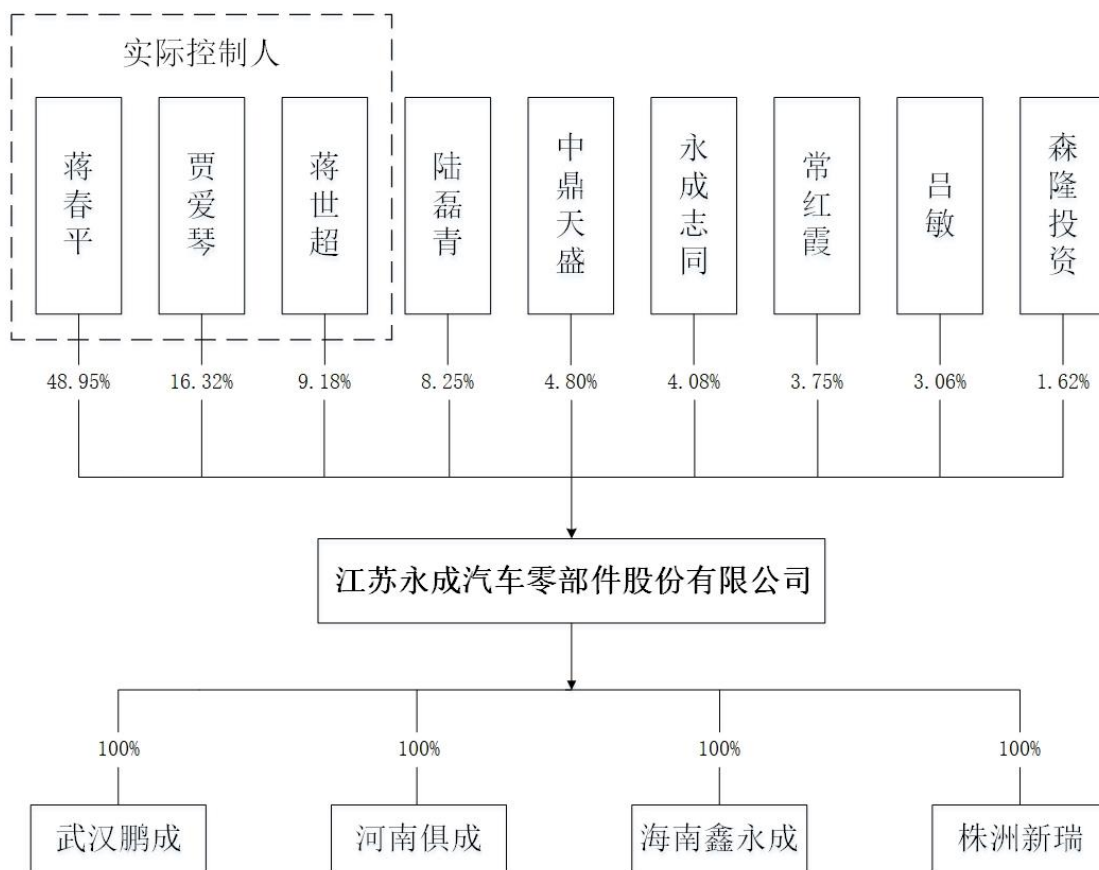 实际控制人
蒋春平
贾爱琴
蒋世超
陆磊青
中鼎天盛
永成志同
常红霞
吕敏
森隆投资
48.95%
16.32%
9.18%
8.25%
4.80%
4.08%
3.75%
3.06%
1.62%
江苏永成汽车零部件股份有限公司
100%
100%
100%
100%
武汉鹏成
河南俱成
海南鑫永成
株洲新瑞